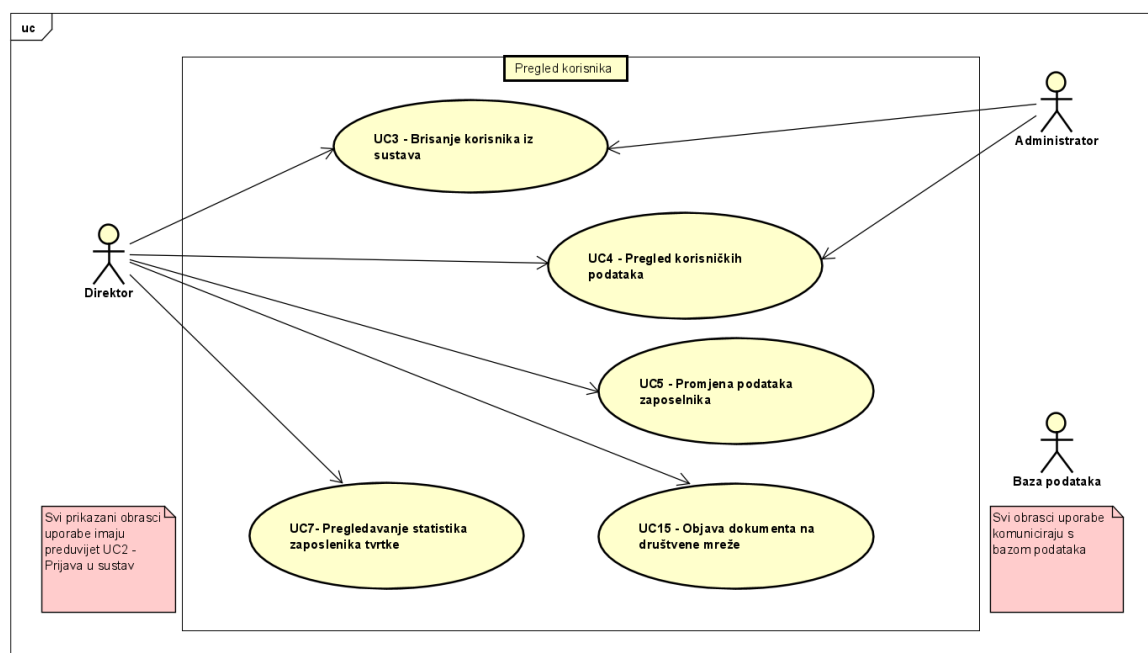 uc
Pregled korisnika
UC3 - Brisanje korisnika iz
sustava
Administrator
UC4 - Pregled korisničkih
podataka
Direktor
UC5 - Promjena podataka
zaposelnika
Baza podataka
Svi prikazani obrasci
uporabe imaju
preduvijet UC2 -
Prijava u sustav
UC7- Pregledavanje statistika
zaposlenika tvrtke
UC15 - Objava dokumenta na
društvene mreže
Svi obrasci uporabe
komuniciraju s
bazom podataka